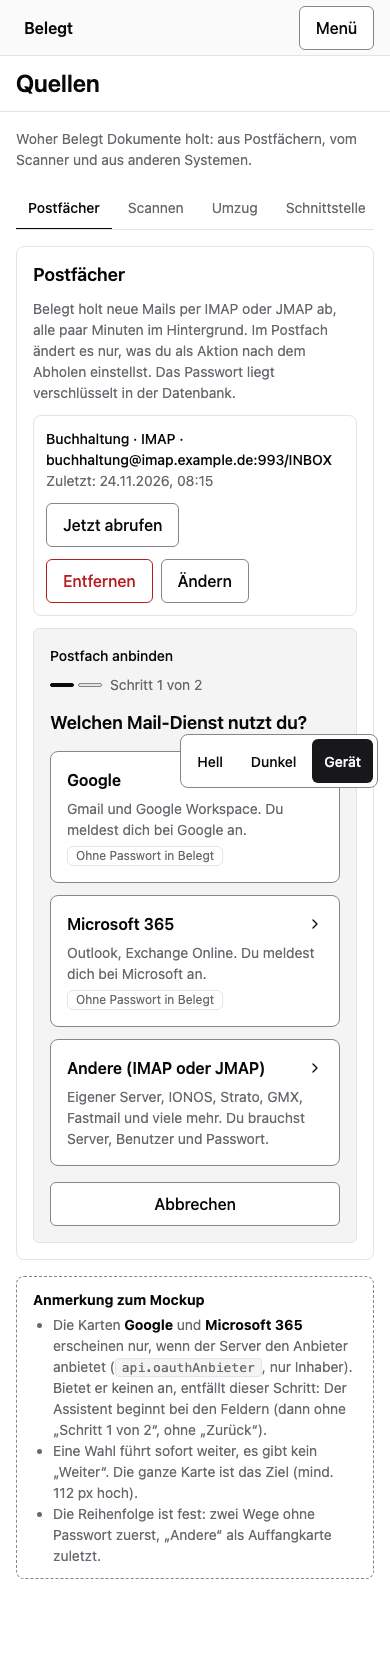 Belegt
Menü
Quellen
Woher Belegt Dokumente holt: aus Postfächern, vom
Scanner und aus anderen Systemen.
Postfächer
Scannen
Umzug
Schnittstelle
Postfächer
Belegt holt neue Mails per IMAP oder JMAP ab,
alle paar Minuten im Hintergrund. Im Postfach
ändert es nur, was du als Aktion nach dem
Abholen einstellst. Das Passwort liegt
verschlüsselt in der Datenbank.
Buchhaltung · IMAP ·
buchhaltung@imap.example.de:993/INBOX
Zuletzt: 24.11.2026, 08:15
Jetzt abrufen
Entfernen
Ändern
Postfach anbinden
Schritt 1 von 2
Welchen Mail-Dienst nutzt du?
Hell
Dunkel
Gerät
Google
Gmail und Google Workspace. Du
meldest dich bei Google an.
Ohne Passwort in Belegt
Microsoft 365
Outlook, Exchange Online. Du meldest
dich bei Microsoft an.
Ohne Passwort in Belegt
Andere (IMAP oder JMAP)
Eigener Server, IONOS, Strato, GMX,
Fastmail und viele mehr. Du brauchst
Server, Benutzer und Passwort.
Abbrechen
Anmerkung zum Mockup
• Die Karten Google und Microsoft 365
erscheinen nur, wenn der Server den Anbieter
anbietet (api.oauthAnbieter, nur Inhaber).
Bietet er keinen an, entfällt dieser Schritt: Der
Assistent beginnt bei den Feldern (dann ohne
„Schritt 1 von 2“, ohne „Zurück“).
• Eine Wahl führt sofort weiter, es gibt kein
„Weiter“. Die ganze Karte ist das Ziel (mind.
112 px hoch).
• Die Reihenfolge ist fest: zwei Wege ohne
Passwort zuerst, „Andere“ als Auffangkarte
zuletzt.